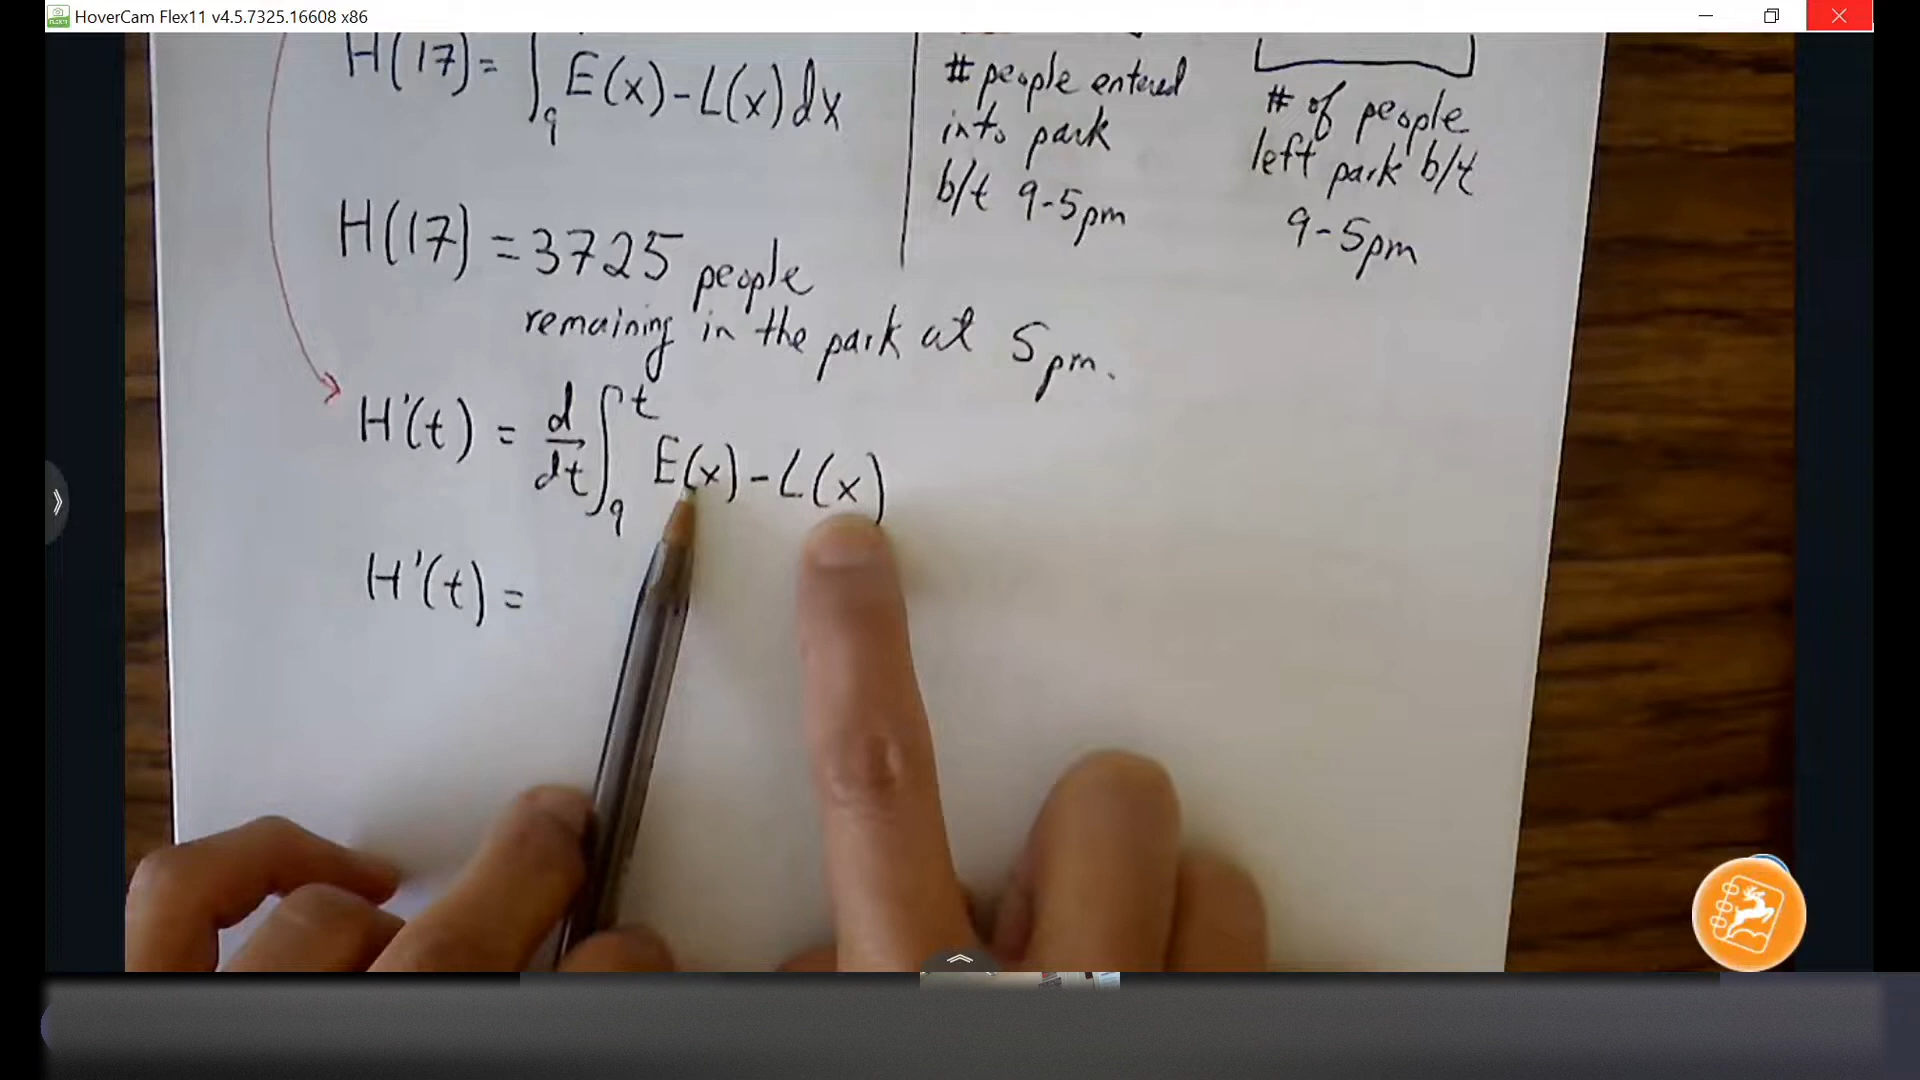 HoverCam Flex11 v4.5.7325.16608 x86
H(17) = ∫₉ E(x) - L(x) dx
# people entered
into park
b/t 9-5pm
# of people
left park b/t
9-5pm
H(17) = 3725 people
remaining in the park at 5pm.
H'(t) = d/dt ∫₉ᵗ E(x) - L(x)
H'(t) =